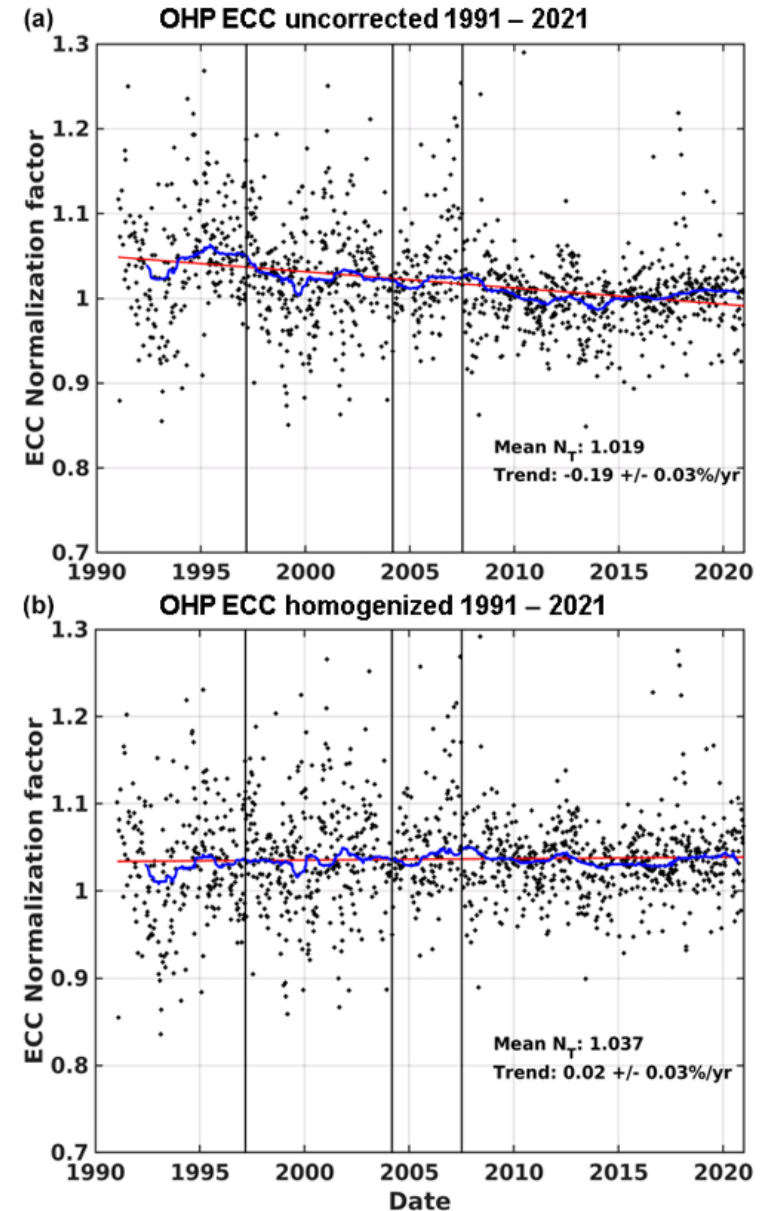 (a) OHP ECC uncorrected 1991 – 2021
1.3
1.2
1.1
1
0.9
0.8
0.7
ECC Normalization factor
Mean N_T: 1.019
Trend: -0.19 +/- 0.03%/yr
1990 1995 2000 2005 2010 2015 2020
(b) OHP ECC homogenized 1991 – 2021
1.3
1.2
1.1
1
0.9
0.8
0.7
ECC Normalization factor
Mean N_T: 1.037
Trend: 0.02 +/- 0.03%/yr
1990 1995 2000 2005 2010 2015 2020
Date